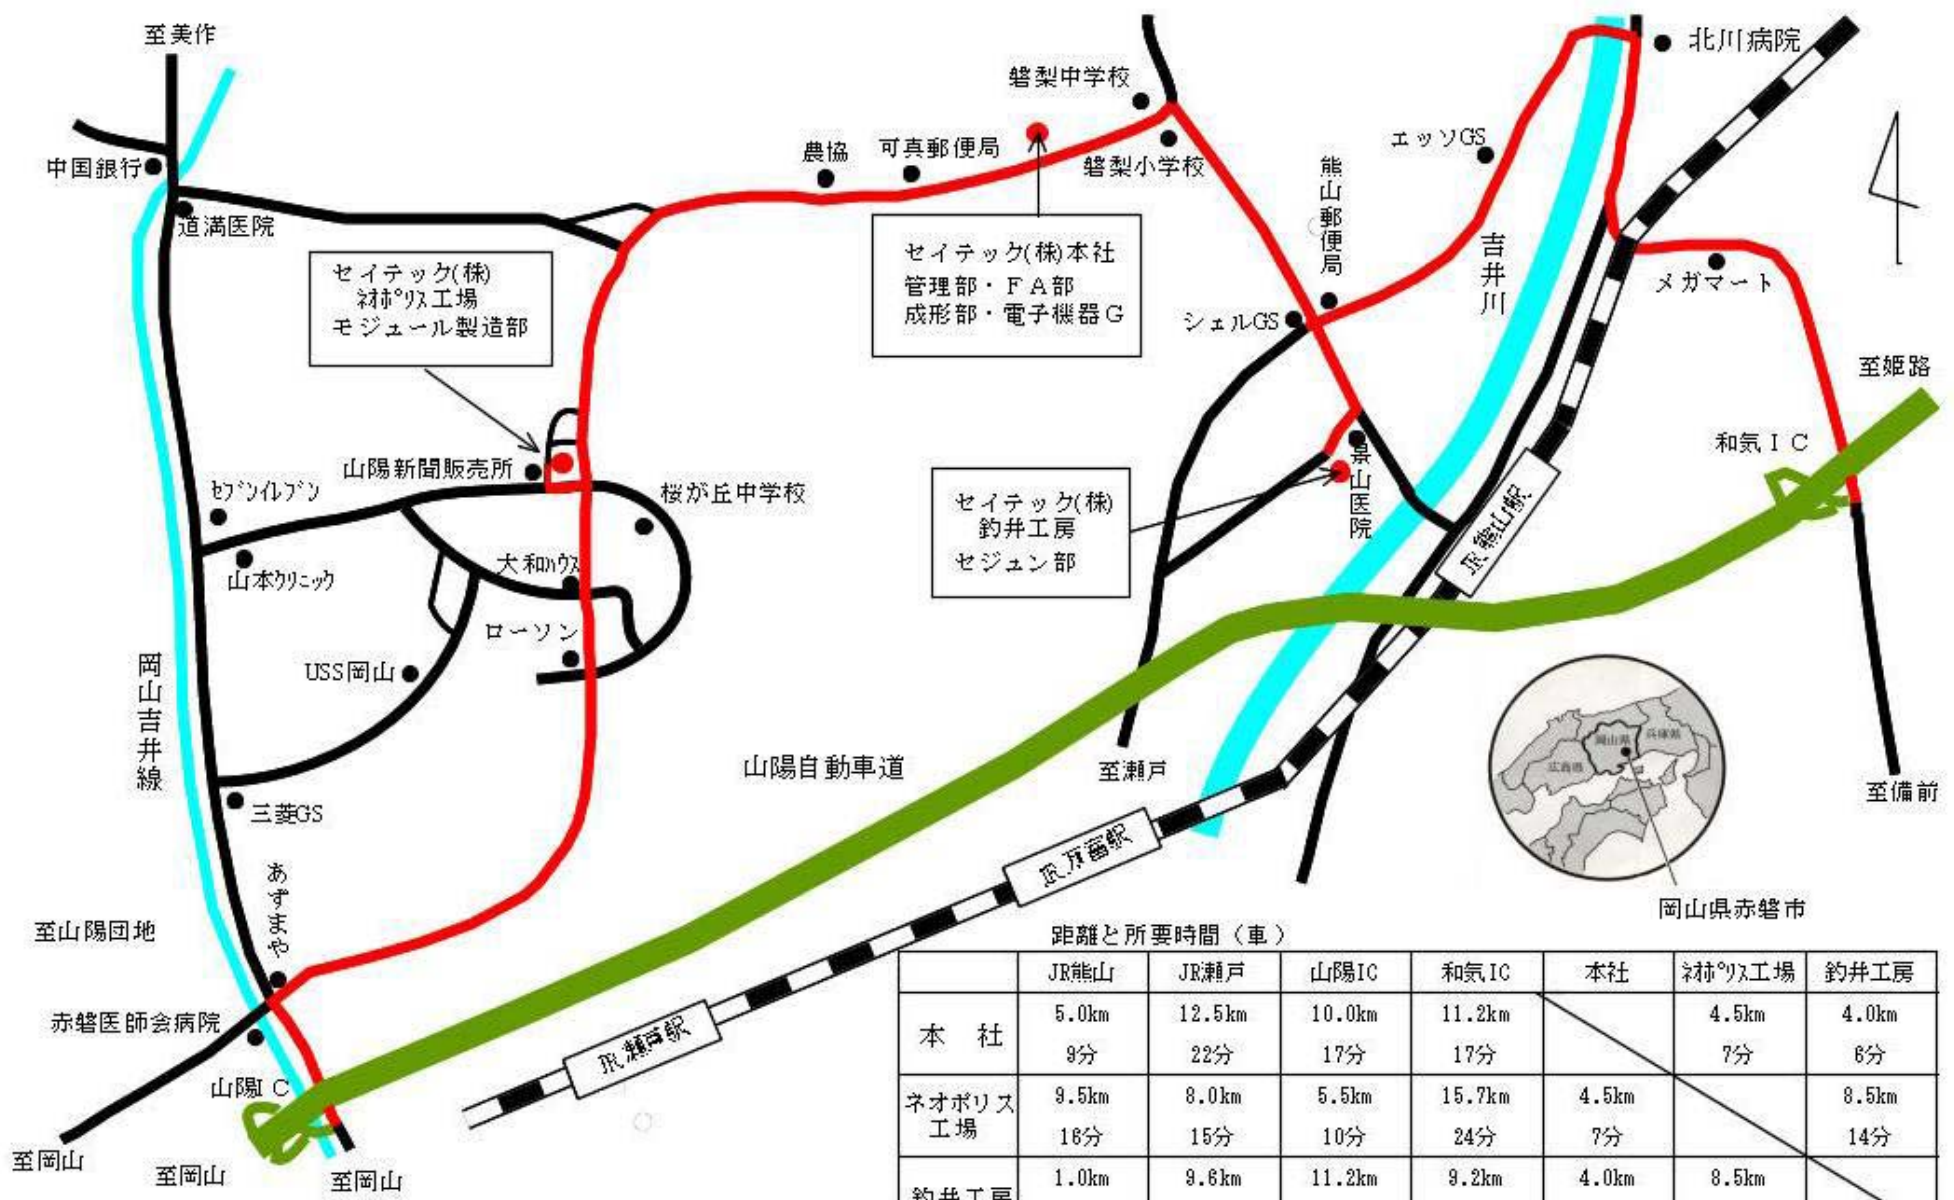 至美作
中国銀行
道満医院
セイテック(株)
ﾈｵﾎﾟﾘｽ工場
モジュール製造部
農協
可真郵便局
磐梨中学校
磐梨小学校
セイテック(株)本社
管理部・ＦＡ部
成形部・電子機器Ｇ
熊山郵便局
エッソGS
北川病院
吉井川
シェルGS
メガマート
至姫路
和気ＩＣ
山陽新聞販売所
ｾﾌﾞﾝｲﾚﾌﾞﾝ
桜が丘中学校
山本ｸﾘﾆｯｸ
大和ﾊｳｽ
ローソン
USS岡山
セイテック(株)
釣井工房
セジュン部
山医院
JR熊山駅
岡山吉井線
三菱GS
あずまや
山陽自動車道
至瀬戸
岡山県
兵庫県
広島県
至備前
岡山県赤磐市
至山陽団地
赤磐医師会病院
山陽ＩＣ
JR万富駅
JR瀬戸駅
至岡山
至岡山
至岡山
距離と所要時間（車）
JR熊山 JR瀬戸 山陽IC 和気IC 本社 ﾈｵﾎﾟﾘｽ工場 釣井工房
本　社 5.0km 12.5km 10.0km 11.2km 4.5km 4.0km
9分 22分 17分 17分 7分 6分
ネオポリス 9.5km 8.0km 5.5km 15.7km 4.5km 8.5km
工場 16分 15分 10分 24分 7分 14分
釣井工房 1.0km 9.6km 11.2km 9.2km 4.0km 8.5km